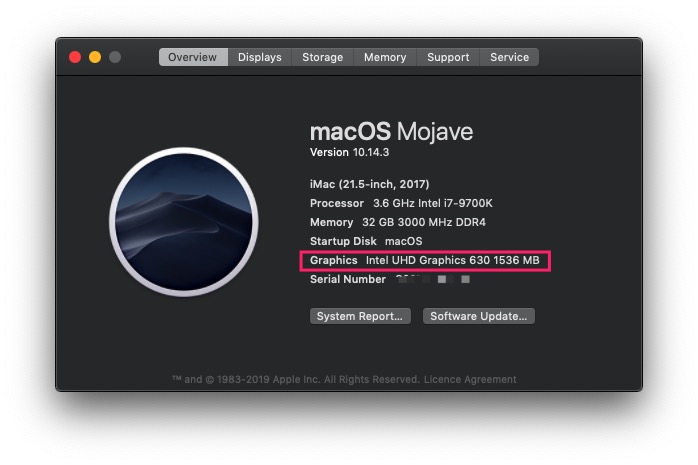 Overview Displays Storage Memory Support Service
macOS Mojave
Version 10.14.3
iMac (21.5-inch, 2017)
Processor 3.6 GHz Intel i7-9700K
Memory 32 GB 3000 MHz DDR4
Startup Disk macOS
Graphics Intel UHD Graphics 630 1536 MB
Serial Number
System Report... Software Update...
™ and © 1983-2019 Apple Inc. All Rights Reserved. Licence Agreement